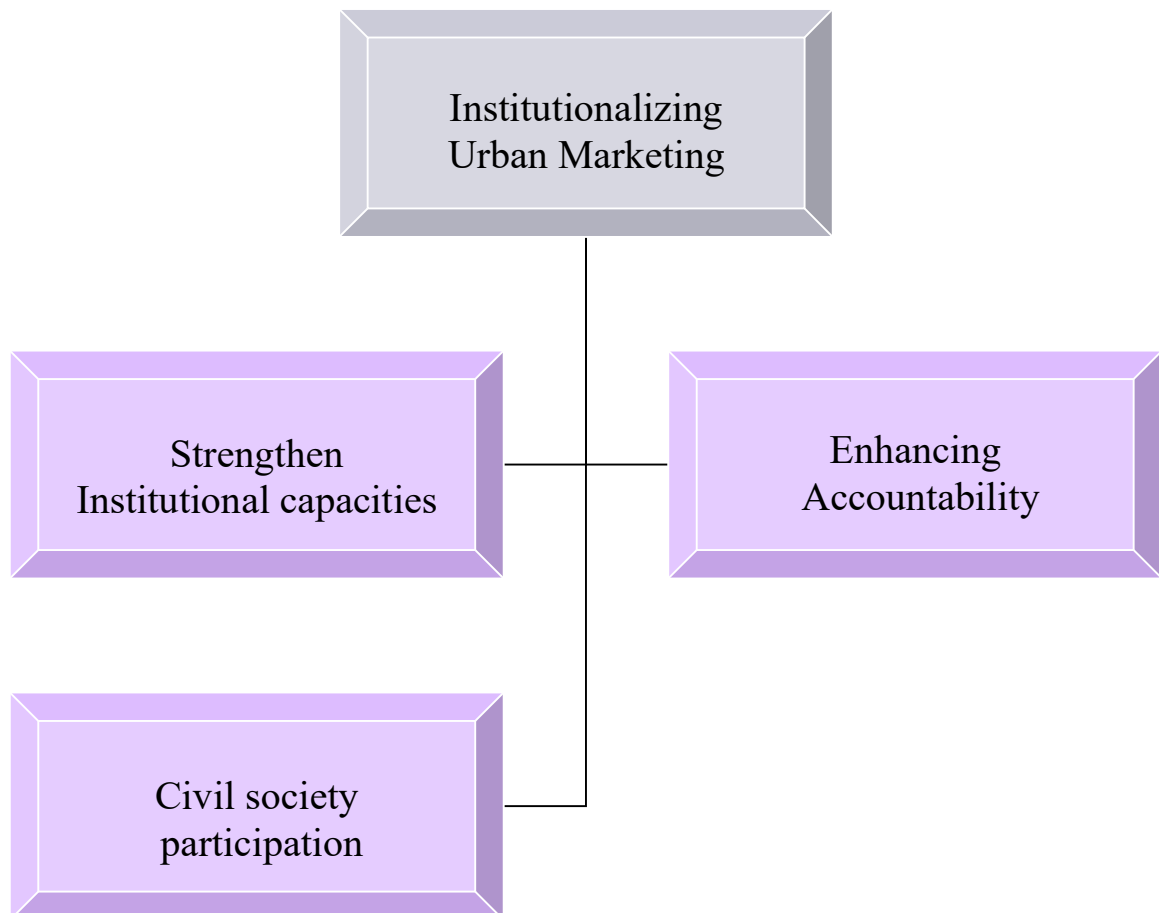 Institutionalizing
Urban Marketing
Strengthen
Institutional capacities
Enhancing
Accountability
Civil society
participation